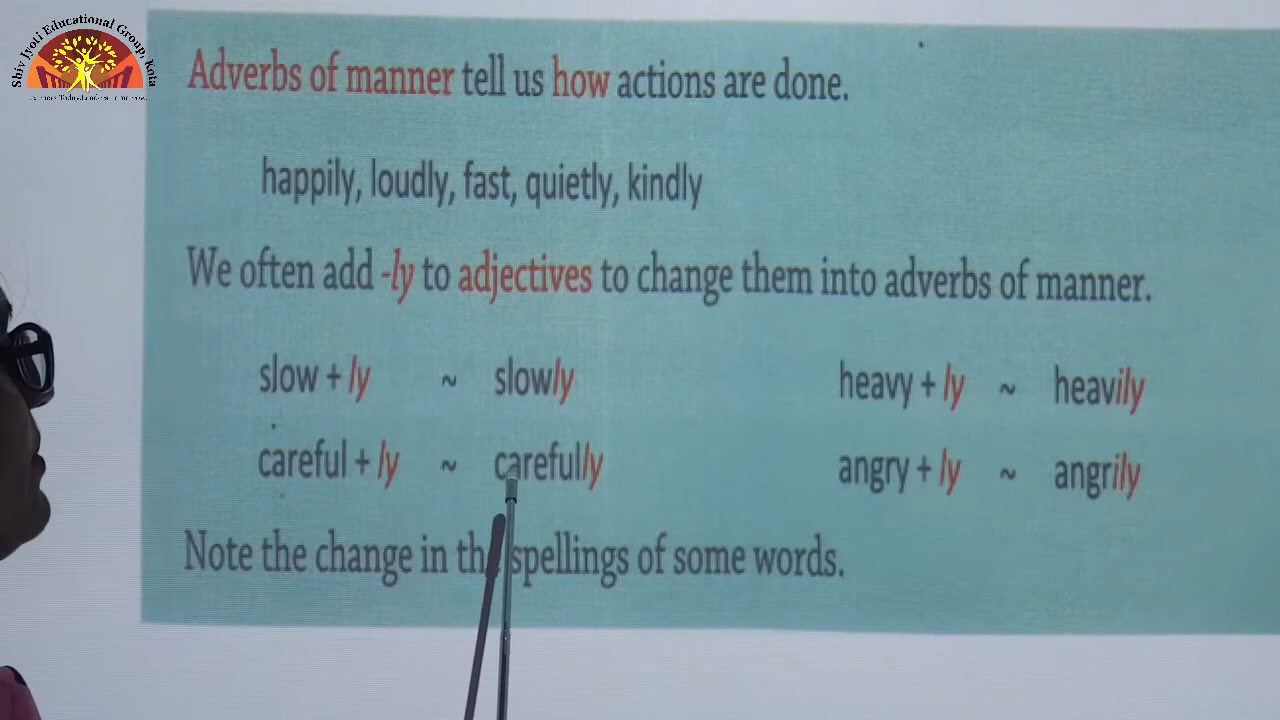 Shiv Jyoti Educational Group, Kota
Adverbs of manner tell us how actions are done.
happily, loudly, fast, quietly, kindly
We often add -ly to adjectives to change them into adverbs of manner.
slow + ly ~ slowly heavy + ly ~ heavily
careful + ly ~ carefully angry + ly ~ angrily
Note the change in the spellings of some words.